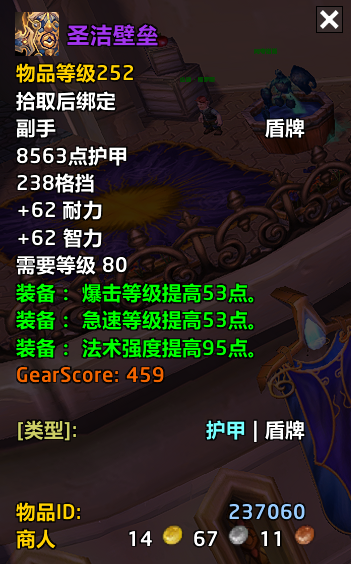 圣洁壁垒
物品等级252
拾取后绑定
副手 盾牌
8563点护甲
238格挡
+62 耐力
+62 智力
需要等级 80
装备： 爆击等级提高53点。
装备： 急速等级提高53点。
装备： 法术强度提高95点。
GearScore: 459
[类型]: 护甲 | 盾牌
物品ID: 237060
商人 14 67 11